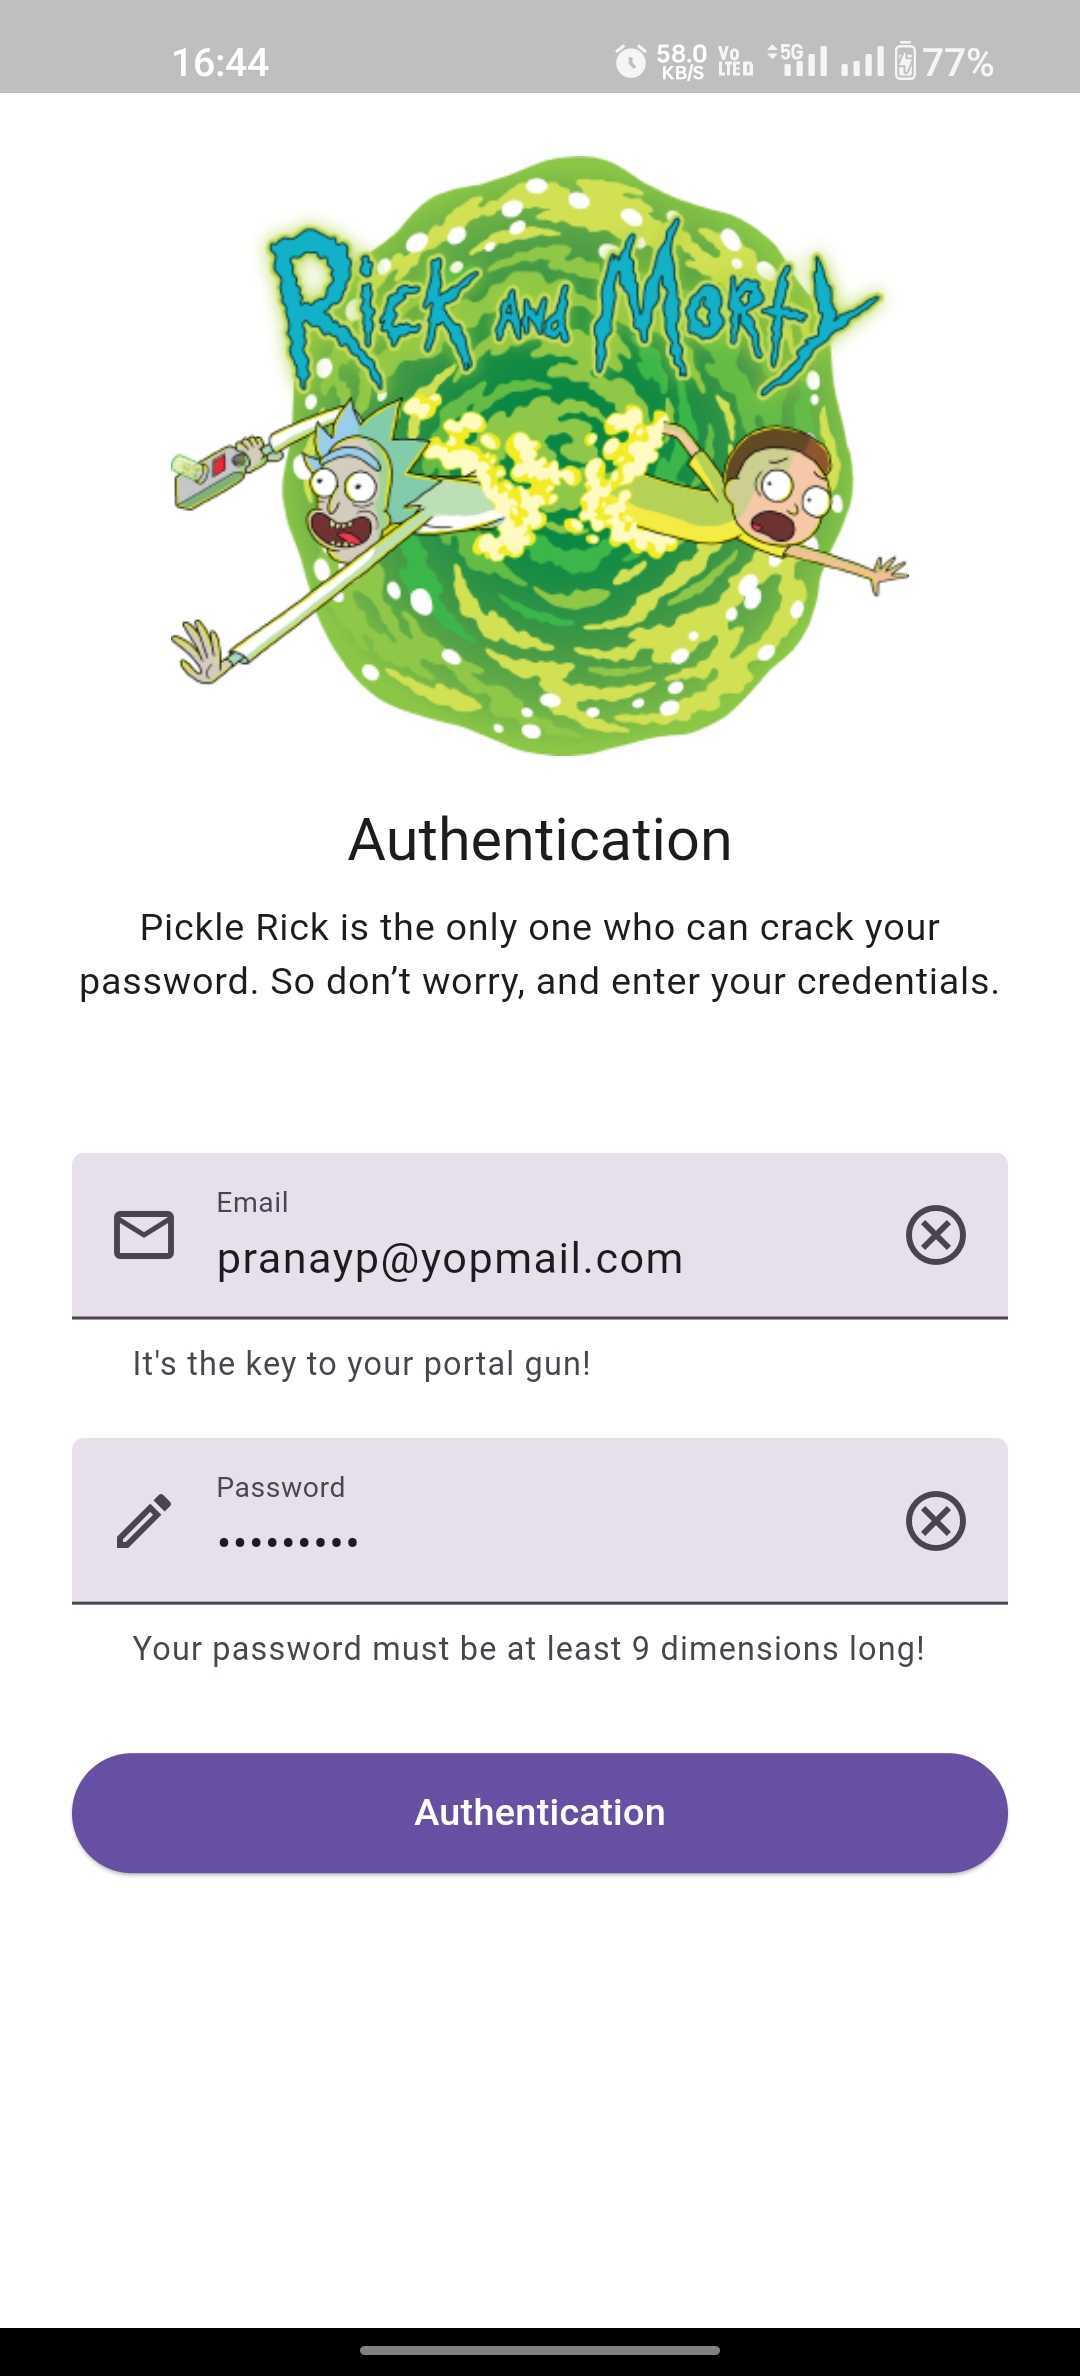 16:44
58.0
KB/S
Vo
LTE
5G
77%
Rick and Morty
Authentication
Pickle Rick is the only one who can crack your
password. So don’t worry, and enter your credentials.
Email
pranayp@yopmail.com
It's the key to your portal gun!
Password
•••••••••
Your password must be at least 9 dimensions long!
Authentication